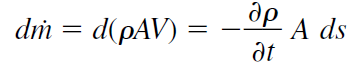 dṁ = d(ρAV) = −∂ρ/∂t A ds